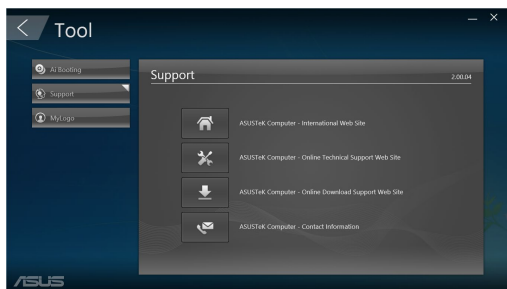 Tool
Ai Booting
Support
MyLogo
Support
2.00.04
ASUSTeK Computer - International Web Site
ASUSTeK Computer - Online Technical Support Web Site
ASUSTeK Computer - Online Download Support Web Site
ASUSTeK Computer - Contact Information
ASUS